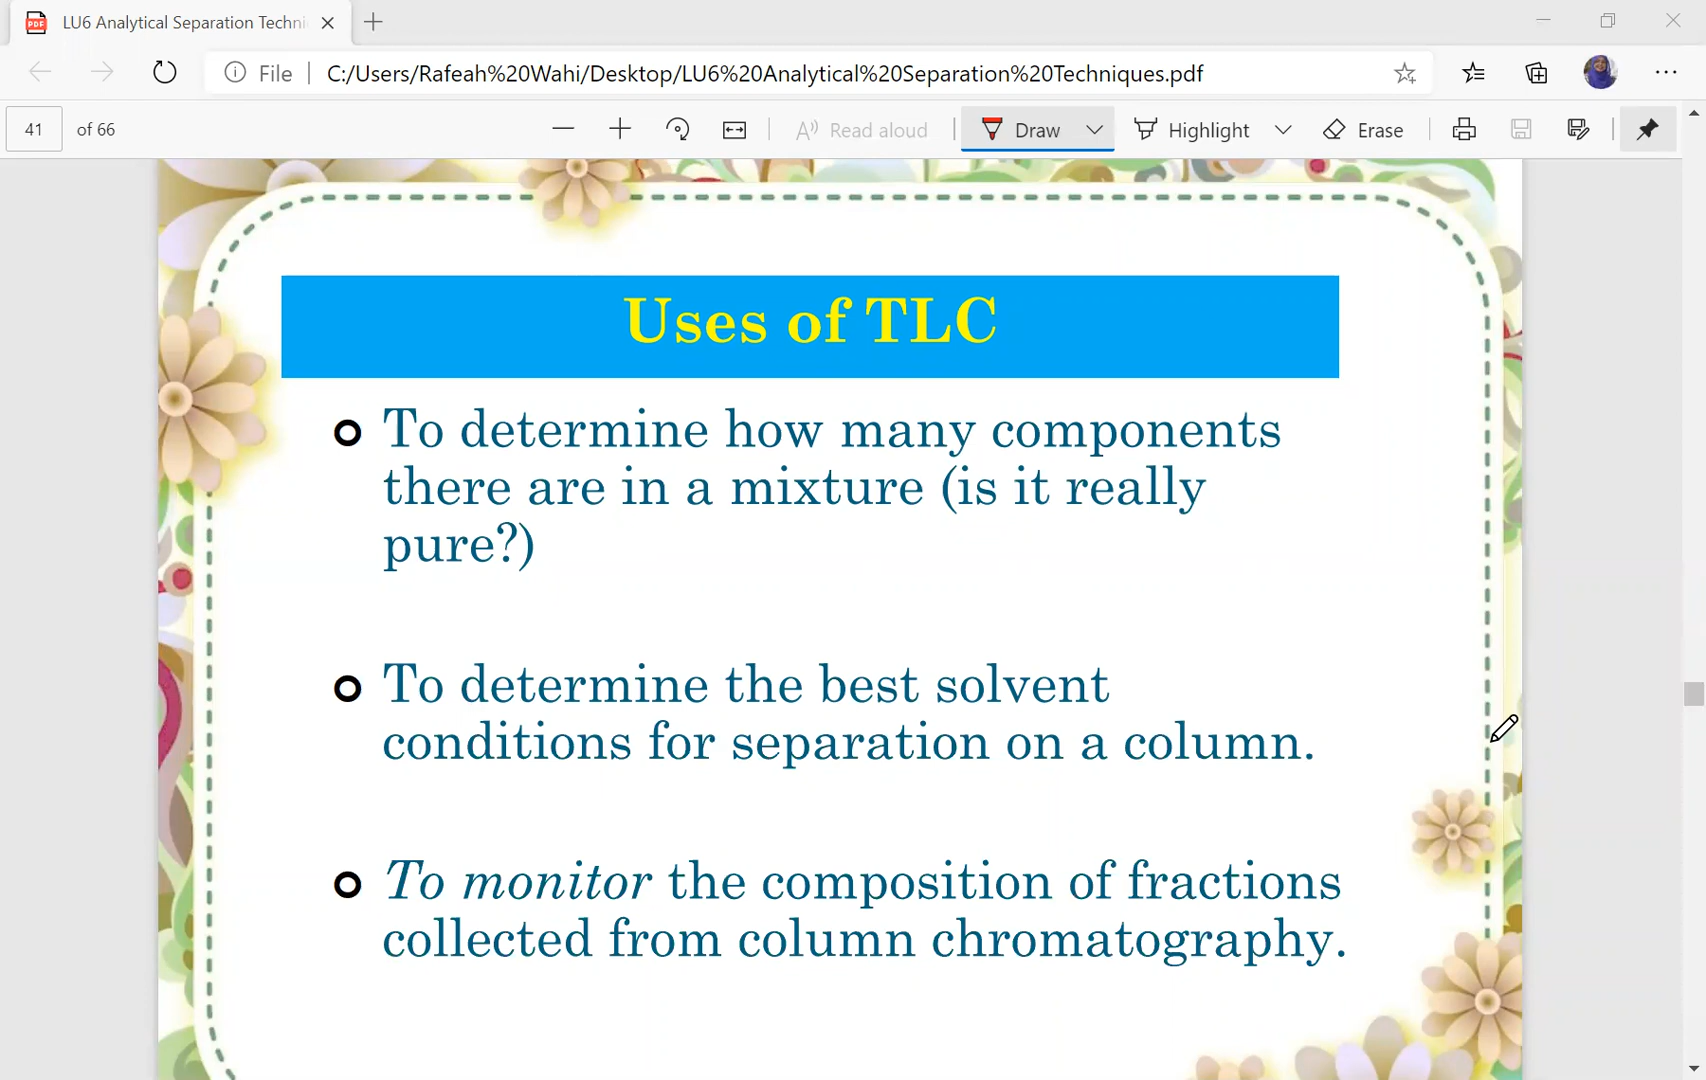 LU6 Analytical Separation Techni
File
C:/Users/Rafeah%20Wahi/Desktop/LU6%20Analytical%20Separation%20Techniques.pdf
41 of 66
Read aloud
Draw
Highlight
Erase
Uses of TLC
To determine how many components
there are in a mixture (is it really
pure?)
To determine the best solvent
conditions for separation on a column.
To monitor the composition of fractions
collected from column chromatography.